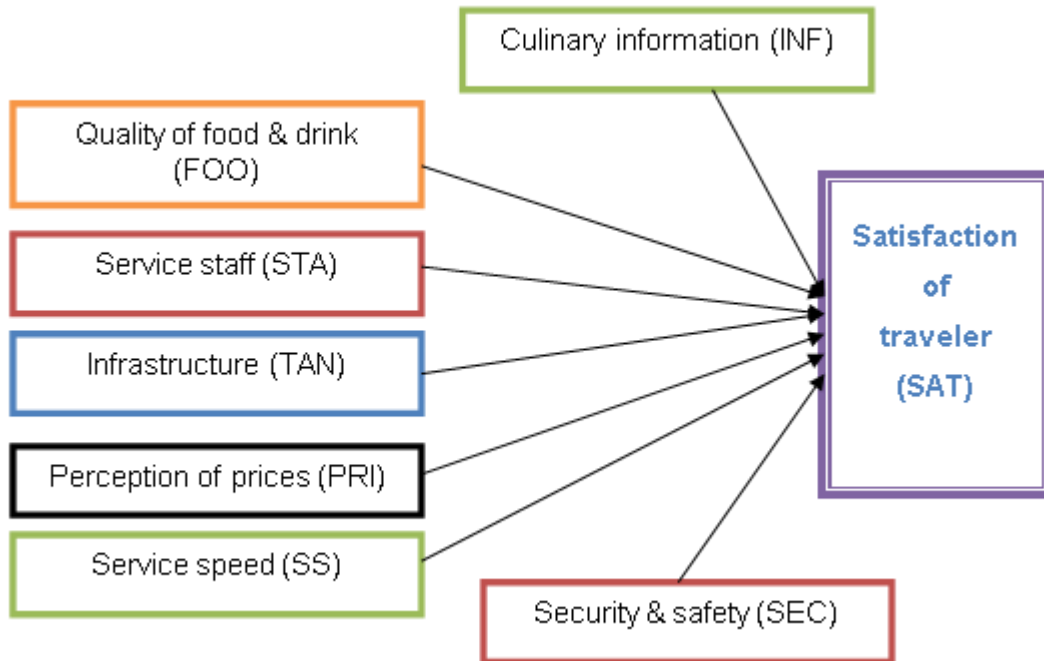 Culinary information (INF)
Quality of food & drink
(FOO)
Service staff (STA)
Infrastructure (TAN)
Perception of prices (PRI)
Service speed (SS)
Security & safety (SEC)
Satisfaction
of
traveler
(SAT)